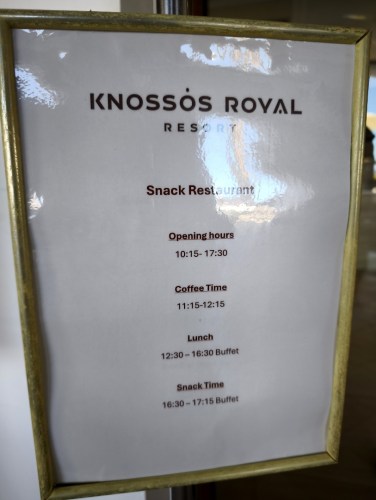 KNOSSÓS ROYAL
RESORT
Snack Restaurant
Opening hours
10:15- 17:30
Coffee Time
11:15-12:15
Lunch
12:30 – 16:30 Buffet
Snack Time
16:30 – 17:15 Buffet